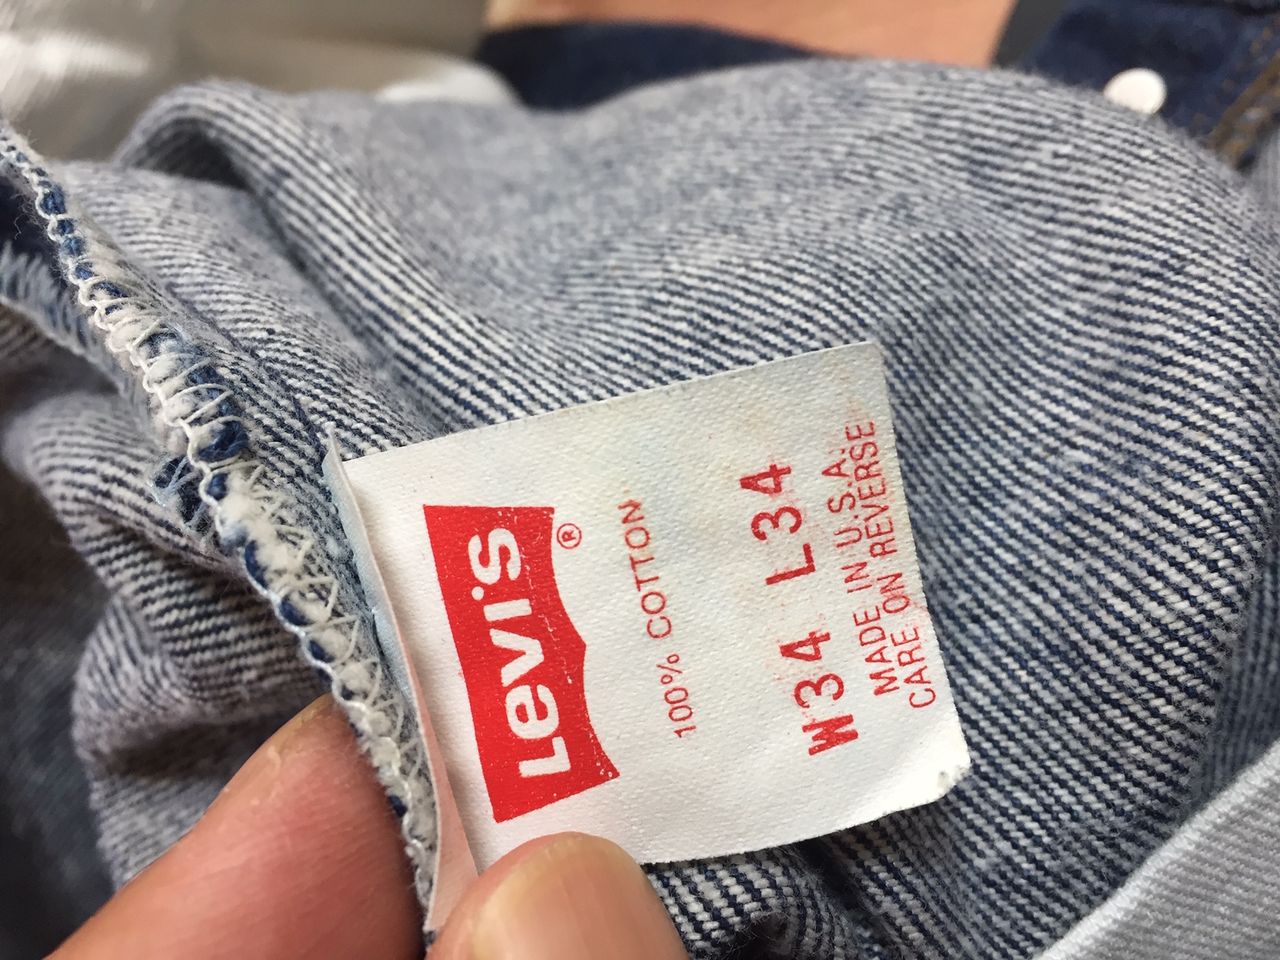 Levi's ®
100% COTTON
W34 L34
MADE IN U.S.A.
CARE ON REVERSE